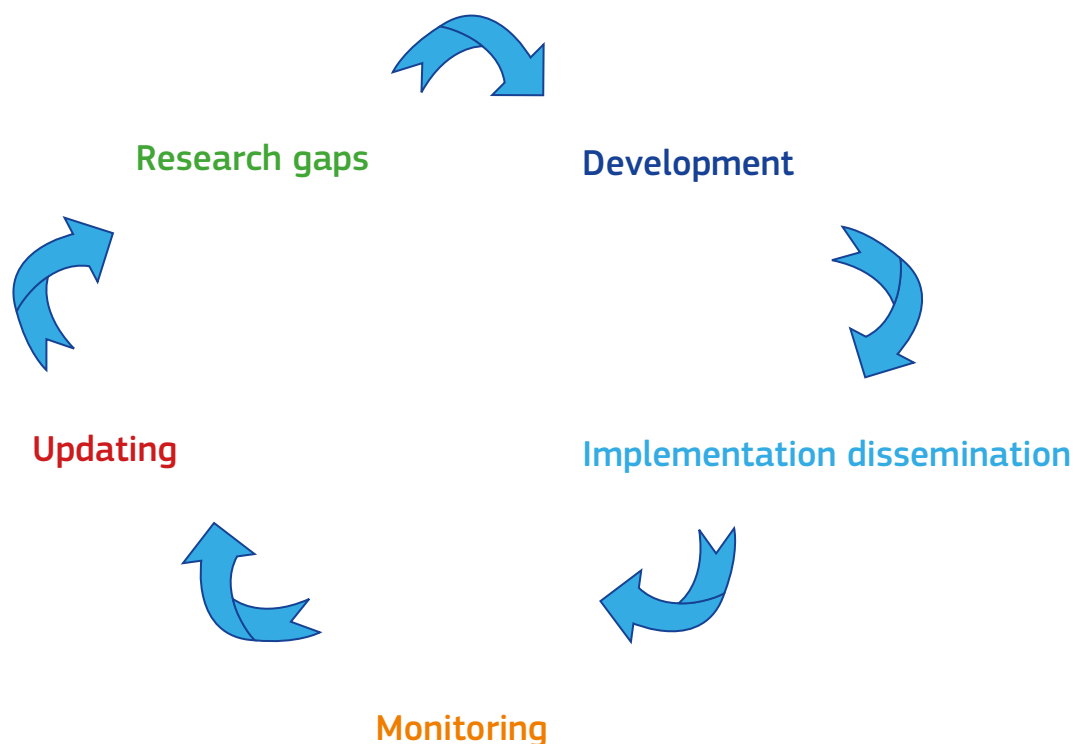 Research gaps
Development
Updating
Implementation dissemination
Monitoring